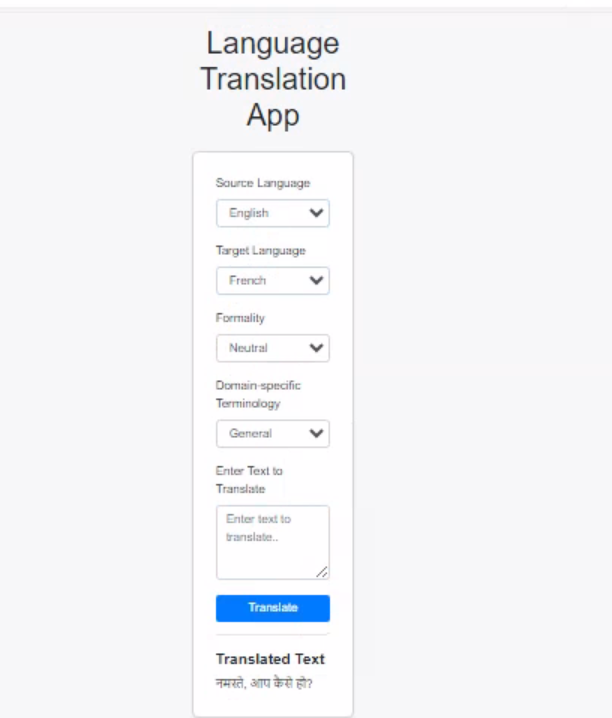 Language
Translation
App
Source Language
English
Target Language
French
Formality
Neutral
Domain-specific
Terminology
General
Enter Text to
Translate
Enter text to
translate..
Translate
Translated Text
नमस्ते, आप कैसे हो?